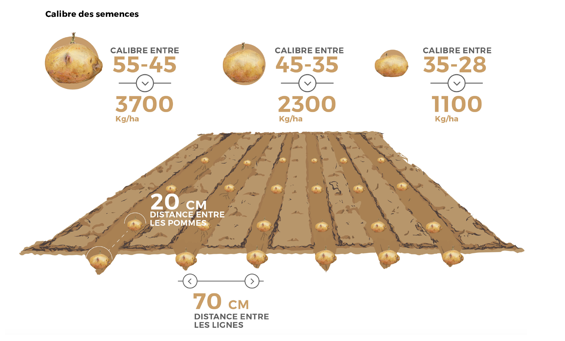 Calibre des semences
CALIBRE ENTRE
55-45
3700
Kg/ha
CALIBRE ENTRE
45-35
2300
Kg/ha
CALIBRE ENTRE
35-28
1100
Kg/ha
20 CM
DISTANCE ENTRE
LES POMMES
70 CM
DISTANCE ENTRE
LES LIGNES